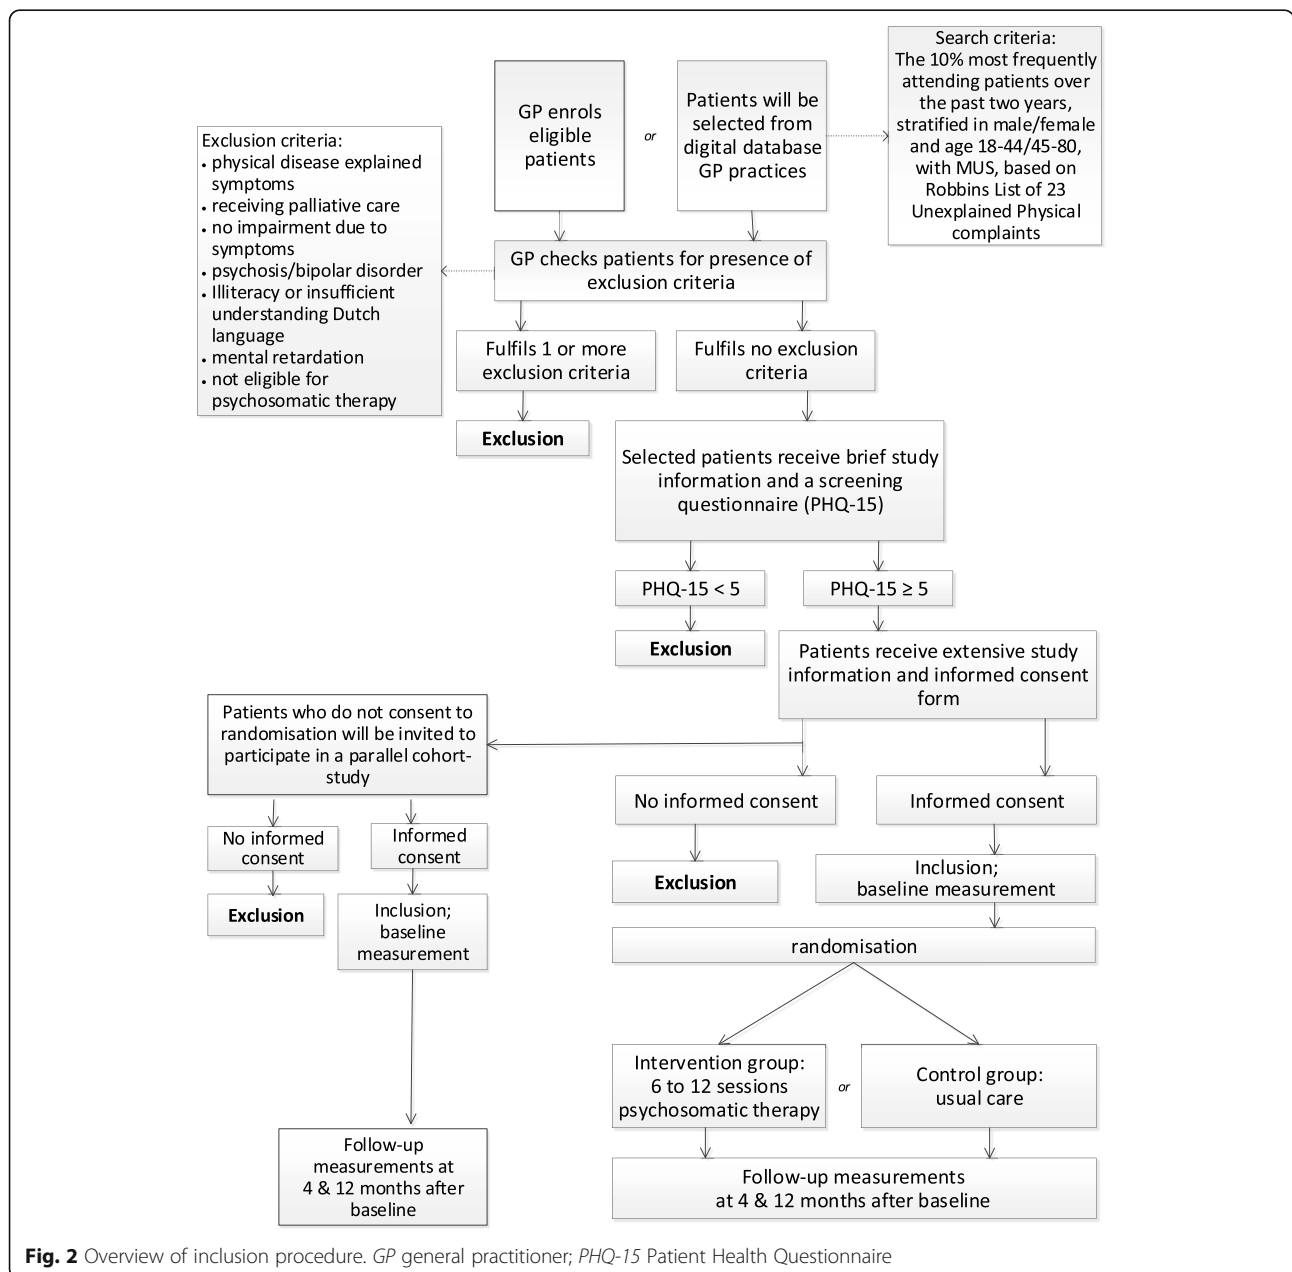 Search criteria:
The 10% most frequently
attending patients over
the past two years,
stratified in male/female
and age 18-44/45-80,
with MUS, based on
Robbins List of 23
Unexplained Physical
complaints
GP enrols
eligible
patients
or
Patients will be
selected from
digital database
GP practices
Exclusion criteria:
• physical disease explained
symptoms
• receiving palliative care
• no impairment due to
symptoms
• psychosis/bipolar disorder
• Illiteracy or insufficient
understanding Dutch
language
• mental retardation
• not eligible for
psychosomatic therapy
GP checks patients for presence of
exclusion criteria
Fulfils 1 or more
exclusion criteria
Fulfils no exclusion
criteria
Exclusion
Selected patients receive brief study
information and a screening
questionnaire (PHQ-15)
PHQ-15 < 5
PHQ-15 ≥ 5
Exclusion
Patients receive extensive study
information and informed consent
form
Patients who do not consent to
randomisation will be invited to
participate in a parallel cohort-
study
No informed consent
Informed consent
No informed
consent
Informed
consent
Exclusion
Inclusion;
baseline measurement
Exclusion
Inclusion;
baseline
measurement
randomisation
Intervention group:
6 to 12 sessions
psychosomatic therapy
or
Control group:
usual care
Follow-up
measurements at
4 & 12 months after
baseline
Follow-up measurements
at 4 & 12 months after baseline
Fig. 2 Overview of inclusion procedure. GP general practitioner; PHQ-15 Patient Health Questionnaire